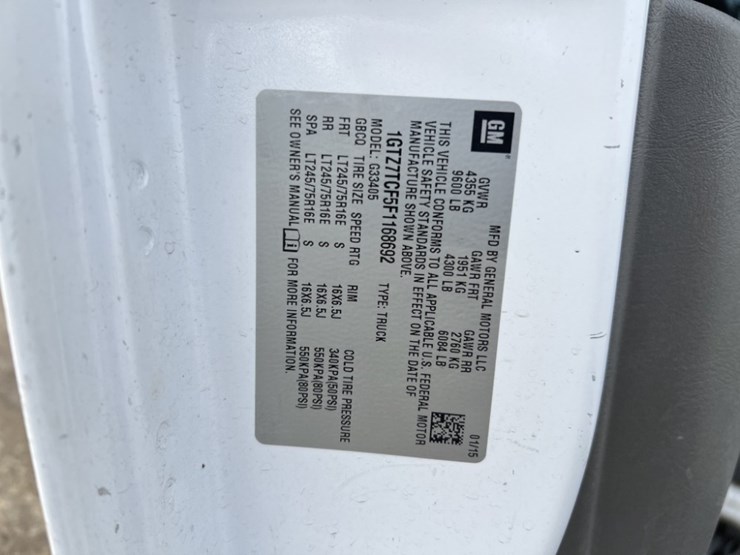 GM®
MFD BY GENERAL MOTORS LLC 01/15
GVWR GAWR FRT GAWR RR
4355 KG 1951 KG 2760 KG
9600 LB 4300 LB 6084 LB
THIS VEHICLE CONFORMS TO ALL APPLICABLE U.S. FEDERAL MOTOR
VEHICLE SAFETY STANDARDS IN EFFECT ON THE DATE OF
MANUFACTURE SHOWN ABOVE.
1GTZ7TCF5F1168692 TYPE: TRUCK
MODEL: G33405
GBCQ TIRE SIZE SPEED RTG RIM COLD TIRE PRESSURE
FRT LT245/75R16E S 16X6.5J 340KPA(50PSI)
RR LT245/75R16E S 16X6.5J 550KPA(80PSI)
SPA LT245/75R16E S 16X6.5J 550KPA(80PSI)
SEE OWNER'S MANUAL FOR MORE INFORMATION.